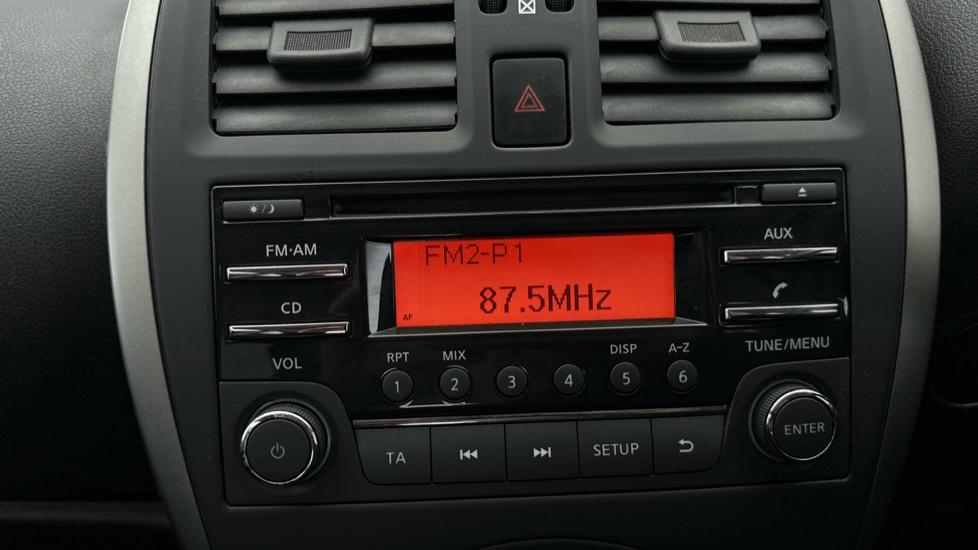 FM·AM
AUX
FM2-P1
CD
87.5MHz
AF
VOL
RPT MIX DISP A-Z
TUNE/MENU
1 2 3 4 5 6
ENTER
TA SETUP